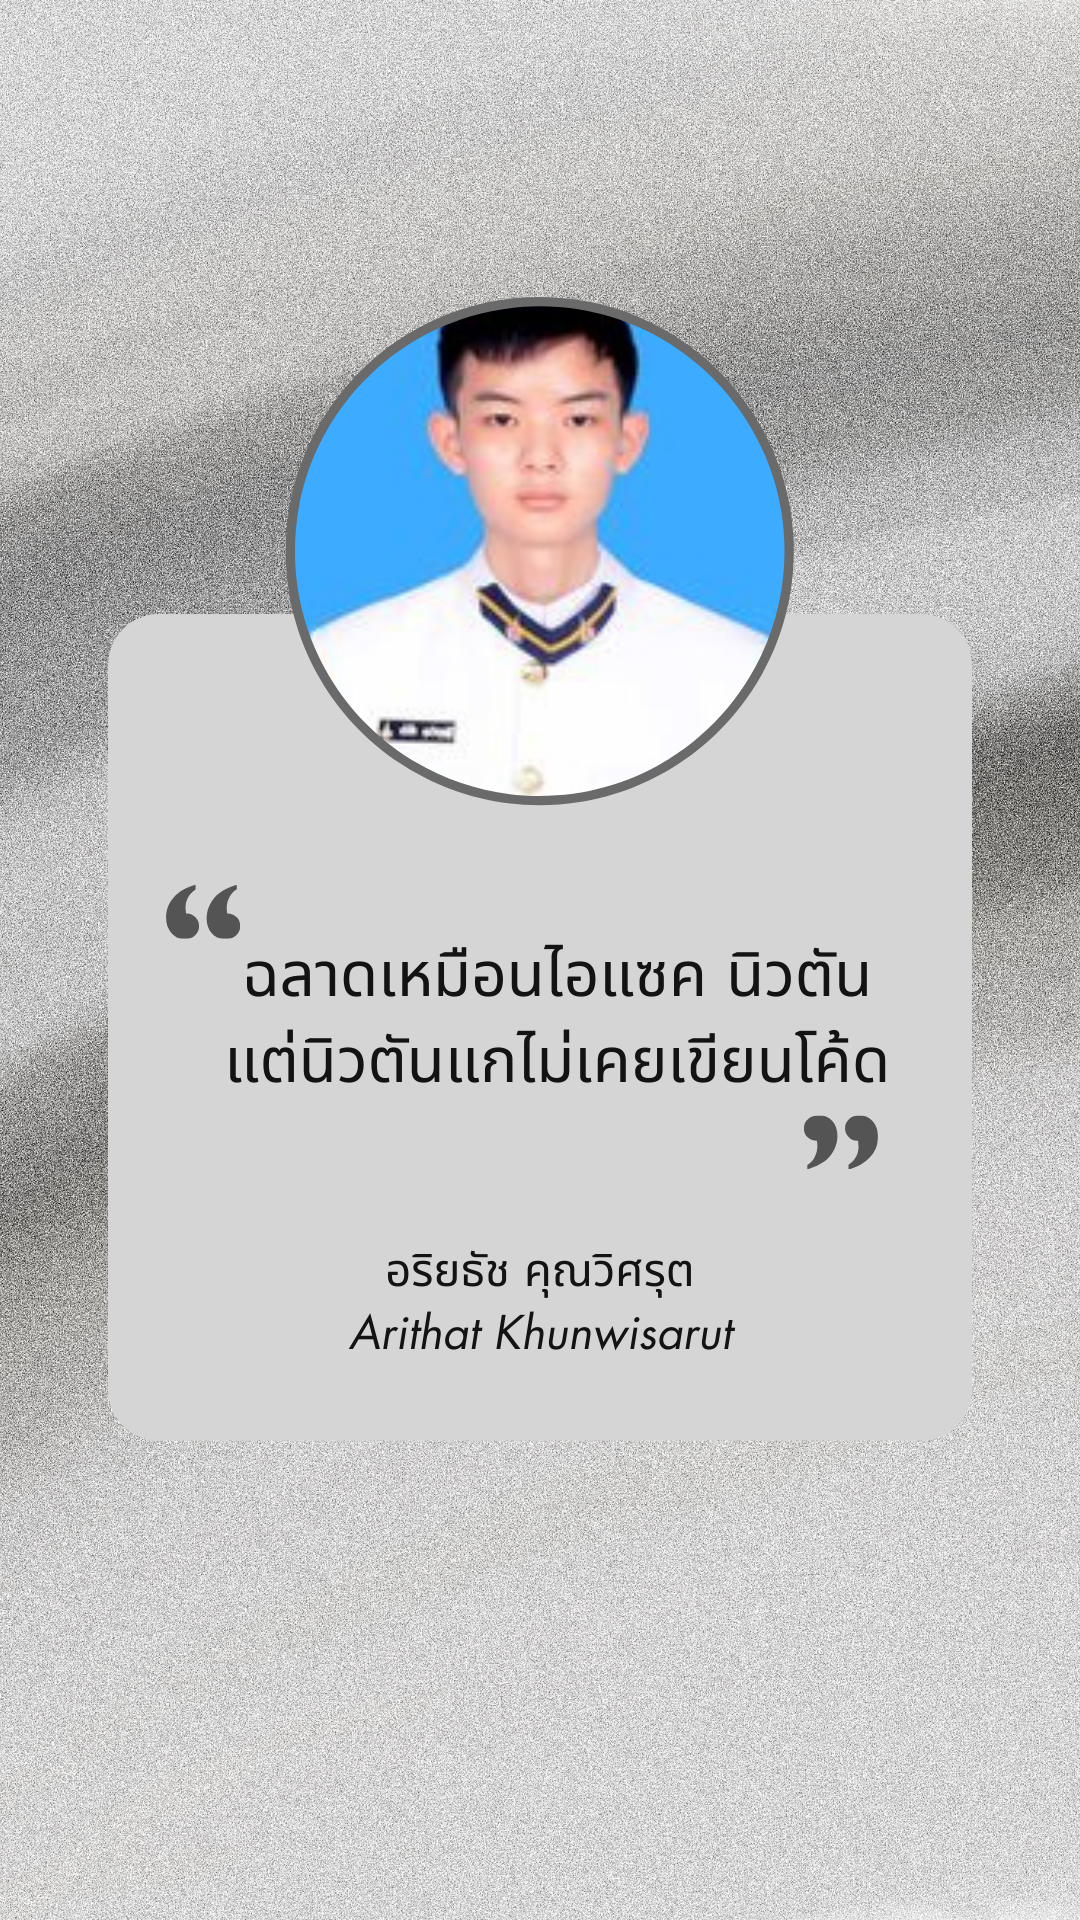 “
ฉลาดเหมือนไอแซค นิวตัน
แต่นิวตันแกไม่เคยเขียนโค้ด
”
อริยธัช คุณวิศรุต
Arithat Khunwisarut